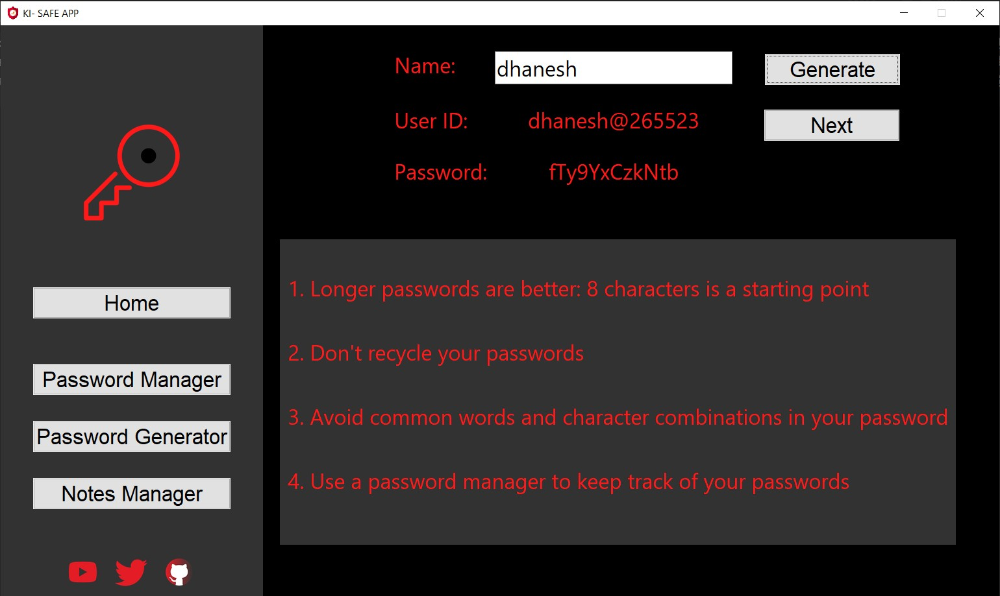 KI- SAFE APP
Name: dhanesh Generate
User ID: dhanesh@265523 Next
Password: fTy9YxCzkNtb
Home
Password Manager
Password Generator
Notes Manager
1. Longer passwords are better: 8 characters is a starting point
2. Don't recycle your passwords
3. Avoid common words and character combinations in your password
4. Use a password manager to keep track of your passwords